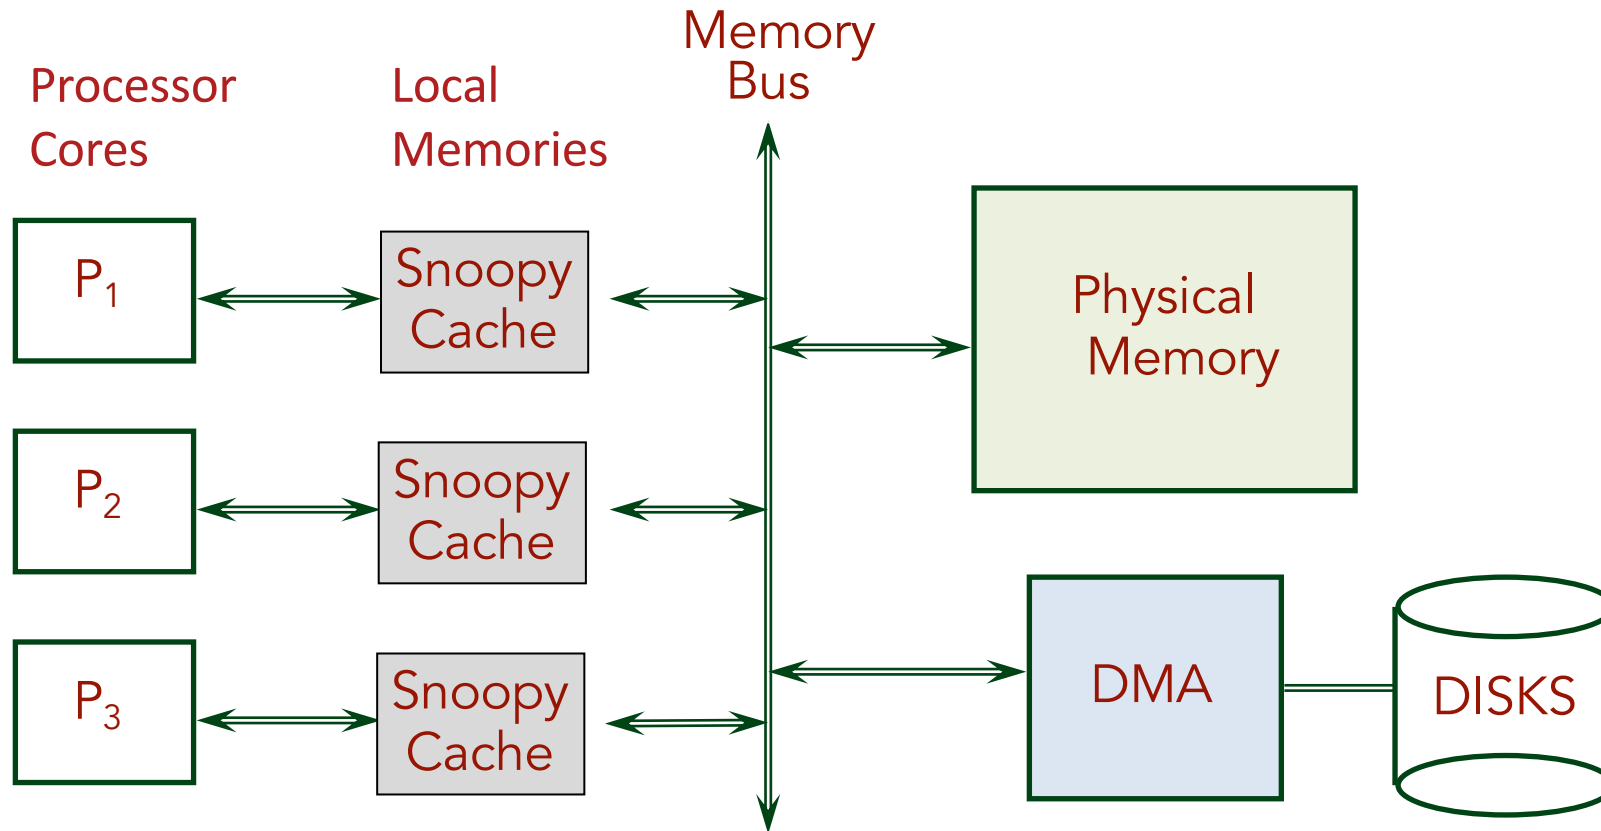 Memory
Bus
Processor
Cores
Local
Memories
P1
Snoopy
Cache
Physical
Memory
P2
Snoopy
Cache
P3
Snoopy
Cache
DMA
DISKS